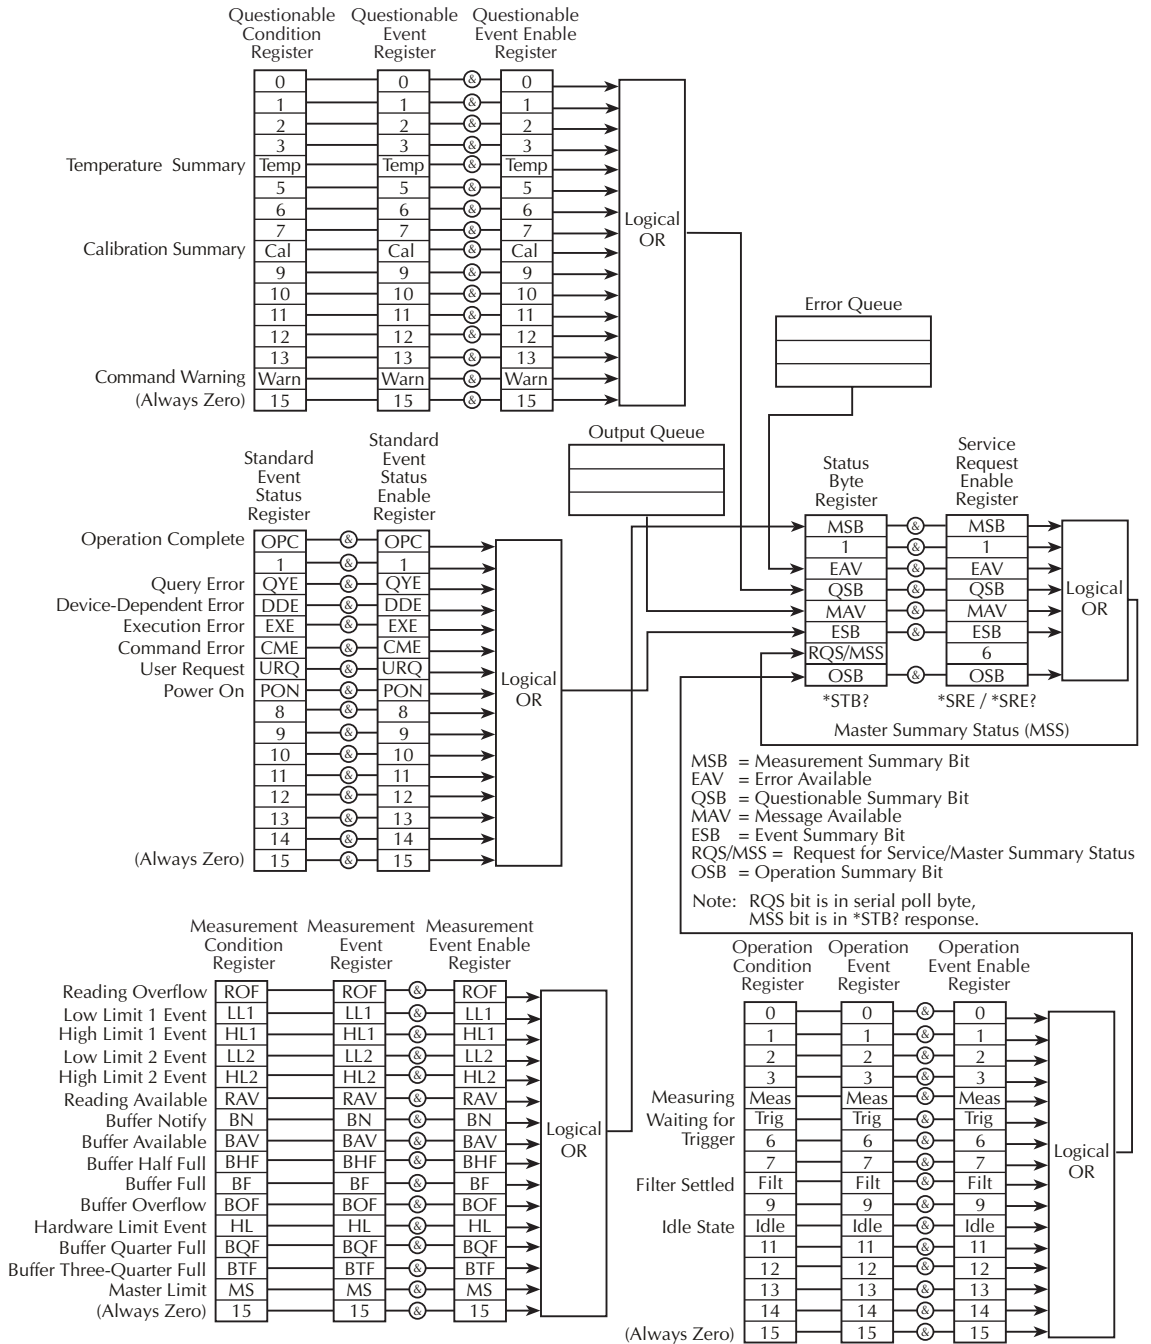 Questionable Condition Register
Questionable Event Register
Questionable Event Enable Register
0 0 & 0
1 1 & 1
2 2 & 2
3 3 & 3
Temperature Summary Temp Temp & Temp
5 5 & 5
6 6 & 6
7 7 & 7
Calibration Summary Cal Cal & Cal
9 9 & 9
10 10 & 10
11 11 & 11
12 12 & 12
13 13 & 13
Command Warning Warn Warn & Warn
(Always Zero) 15 15 & 15
Logical
OR
Error Queue
Output Queue
Standard
Event
Status
Register
Standard
Event
Status
Enable
Register
Operation Complete OPC & OPC
1 & 1
Query Error QYE & QYE
Device-Dependent Error DDE & DDE
Execution Error EXE & EXE
Command Error CME & CME
User Request URQ & URQ
Power On PON & PON
8 & 8
9 & 9
10 & 10
11 & 11
12 & 12
13 & 13
14 & 14
(Always Zero) 15 & 15
Logical
OR
Status
Byte
Register
Service
Request
Enable
Register
MSB & MSB
1 & 1
EAV & EAV
QSB & QSB
MAV & MAV
ESB & ESB
RQS/MSS 6
OSB & OSB
Logical
OR
*STB? *SRE / *SRE?
Master Summary Status (MSS)
MSB = Measurement Summary Bit
EAV = Error Available
QSB = Questionable Summary Bit
MAV = Message Available
ESB = Event Summary Bit
RQS/MSS = Request for Service/Master Summary Status
OSB = Operation Summary Bit
Note: RQS bit is in serial poll byte,
MSS bit is in *STB? response.
Measurement
Condition
Register
Measurement
Event
Register
Measurement
Event Enable
Register
Reading Overflow ROF ROF & ROF
Low Limit 1 Event LL1 LL1 & LL1
High Limit 1 Event HL1 HL1 & HL1
Low Limit 2 Event LL2 LL2 & LL2
High Limit 2 Event HL2 HL2 & HL2
Reading Available RAV RAV & RAV
Buffer Notify BN BN & BN
Buffer Available BAV BAV & BAV
Buffer Half Full BHF BHF & BHF
Buffer Full BF BF & BF
Buffer Overflow BOF BOF & BOF
Hardware Limit Event HL HL & HL
Buffer Quarter Full BQF BQF & BQF
Buffer Three-Quarter Full BTF BTF & BTF
Master Limit MS MS & MS
(Always Zero) 15 15 & 15
Logical
OR
Operation
Condition
Register
Operation
Event
Register
Operation
Event Enable
Register
0 0 & 0
1 1 & 1
2 2 & 2
3 3 & 3
Measuring Meas Meas & Meas
Waiting for Trig Trig & Trig
Trigger 6 6 & 6
7 7 & 7
Filter Settled Filt Filt & Filt
9 9 & 9
Idle State Idle Idle & Idle
11 11 & 11
12 12 & 12
13 13 & 13
14 14 & 14
(Always Zero) 15 15 & 15
Logical
OR